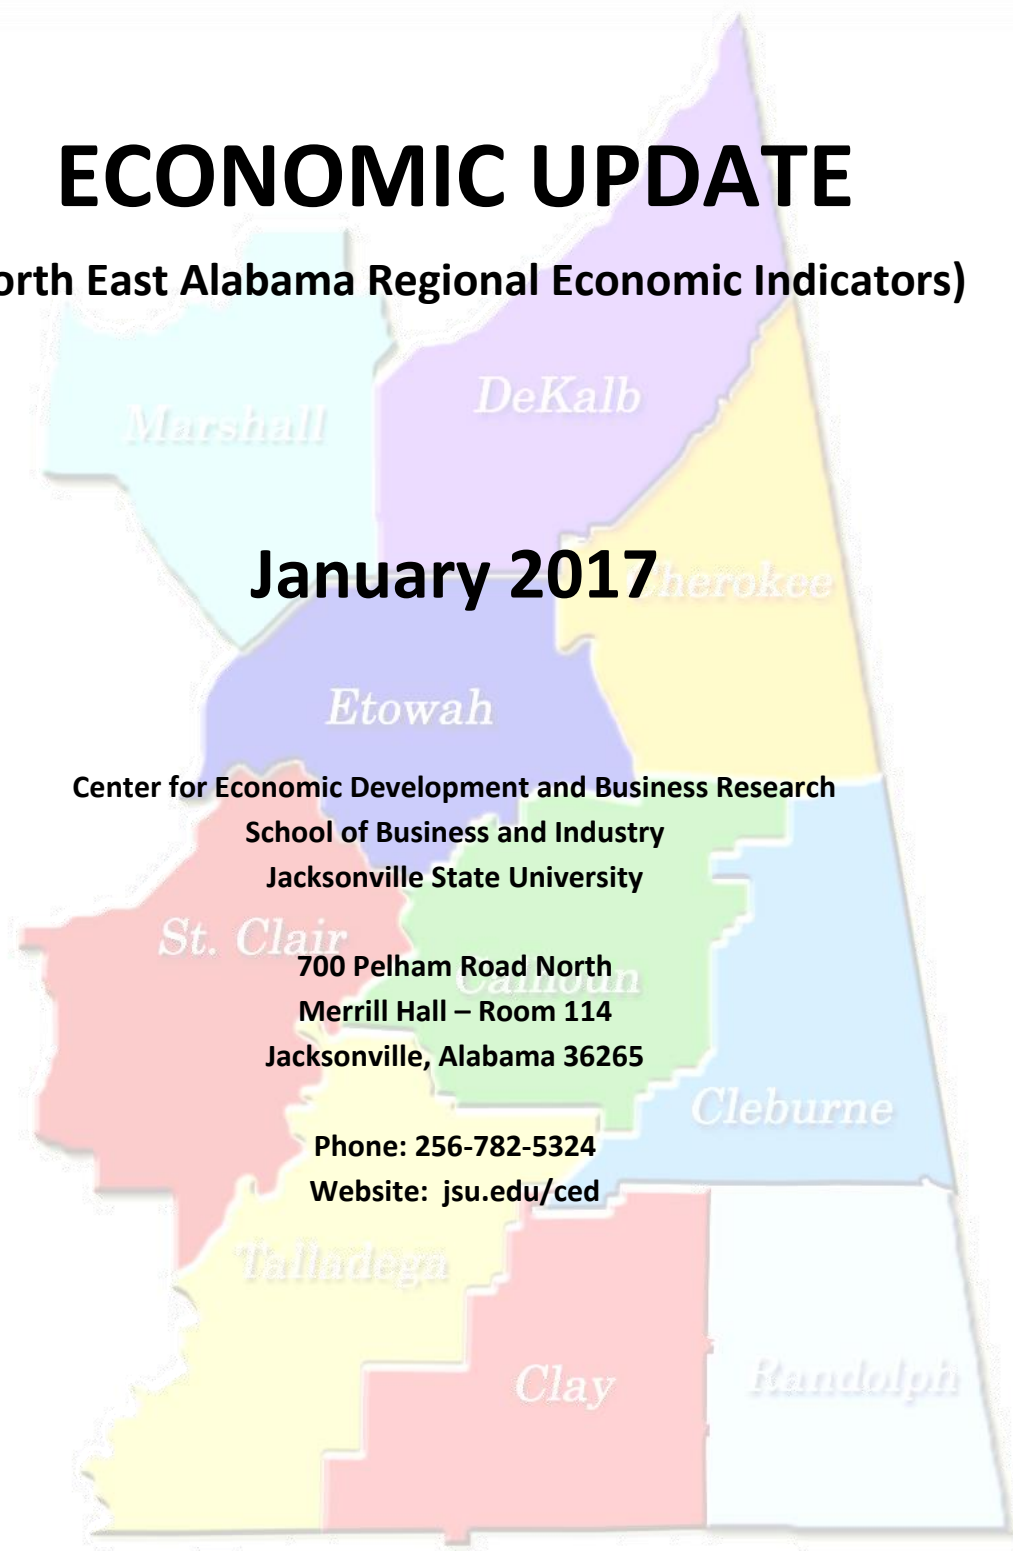 ECONOMIC UPDATE
orth East Alabama Regional Economic Indicators)
DeKalb
Marshall
January 2017
Cherokee
Etowah
Center for Economic Development and Business Research
School of Business and Industry
Jacksonville State University
St. Clair
700 Pelham Road North
Calhoun
Merrill Hall – Room 114
Jacksonville, Alabama 36265
Cleburne
Phone: 256-782-5324
Website:  jsu.edu/ced
Talladega
Clay
Randolph